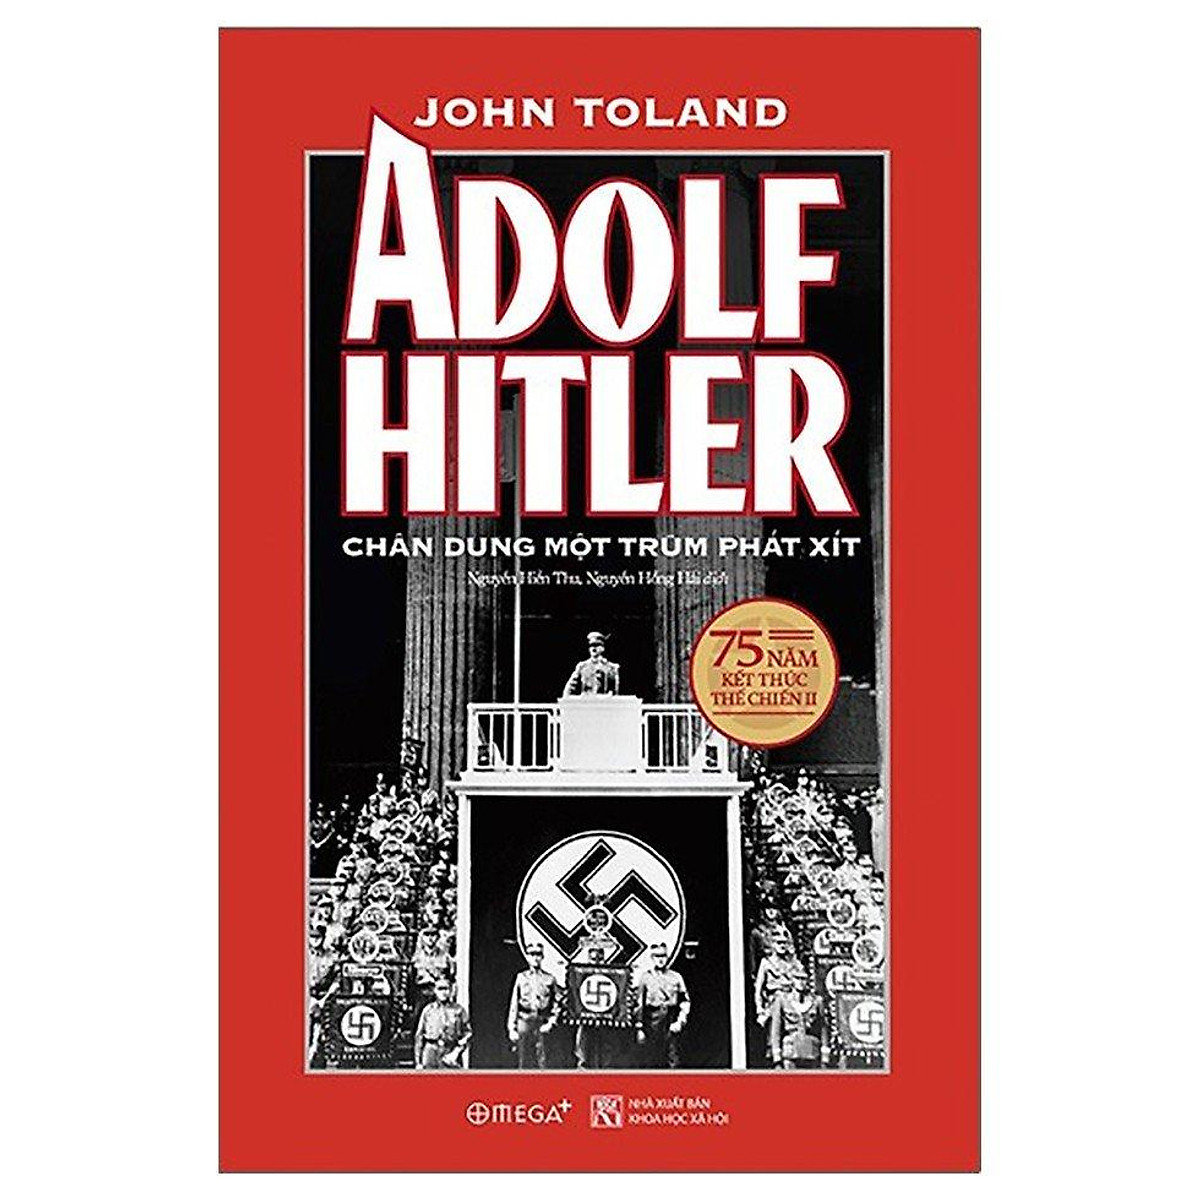 JOHN TOLAND
ADOLF
HITLER
CHÂN DUNG MỘT TRÙM PHÁT XÍT
Nguyễn Hiền Thu, Nguyễn Hồng Hải dịch
75 NĂM
KẾT THÚC
THẾ CHIẾN II
OMEGA+
NHÀ XUẤT BẢN
KHOA HỌC XÃ HỘI